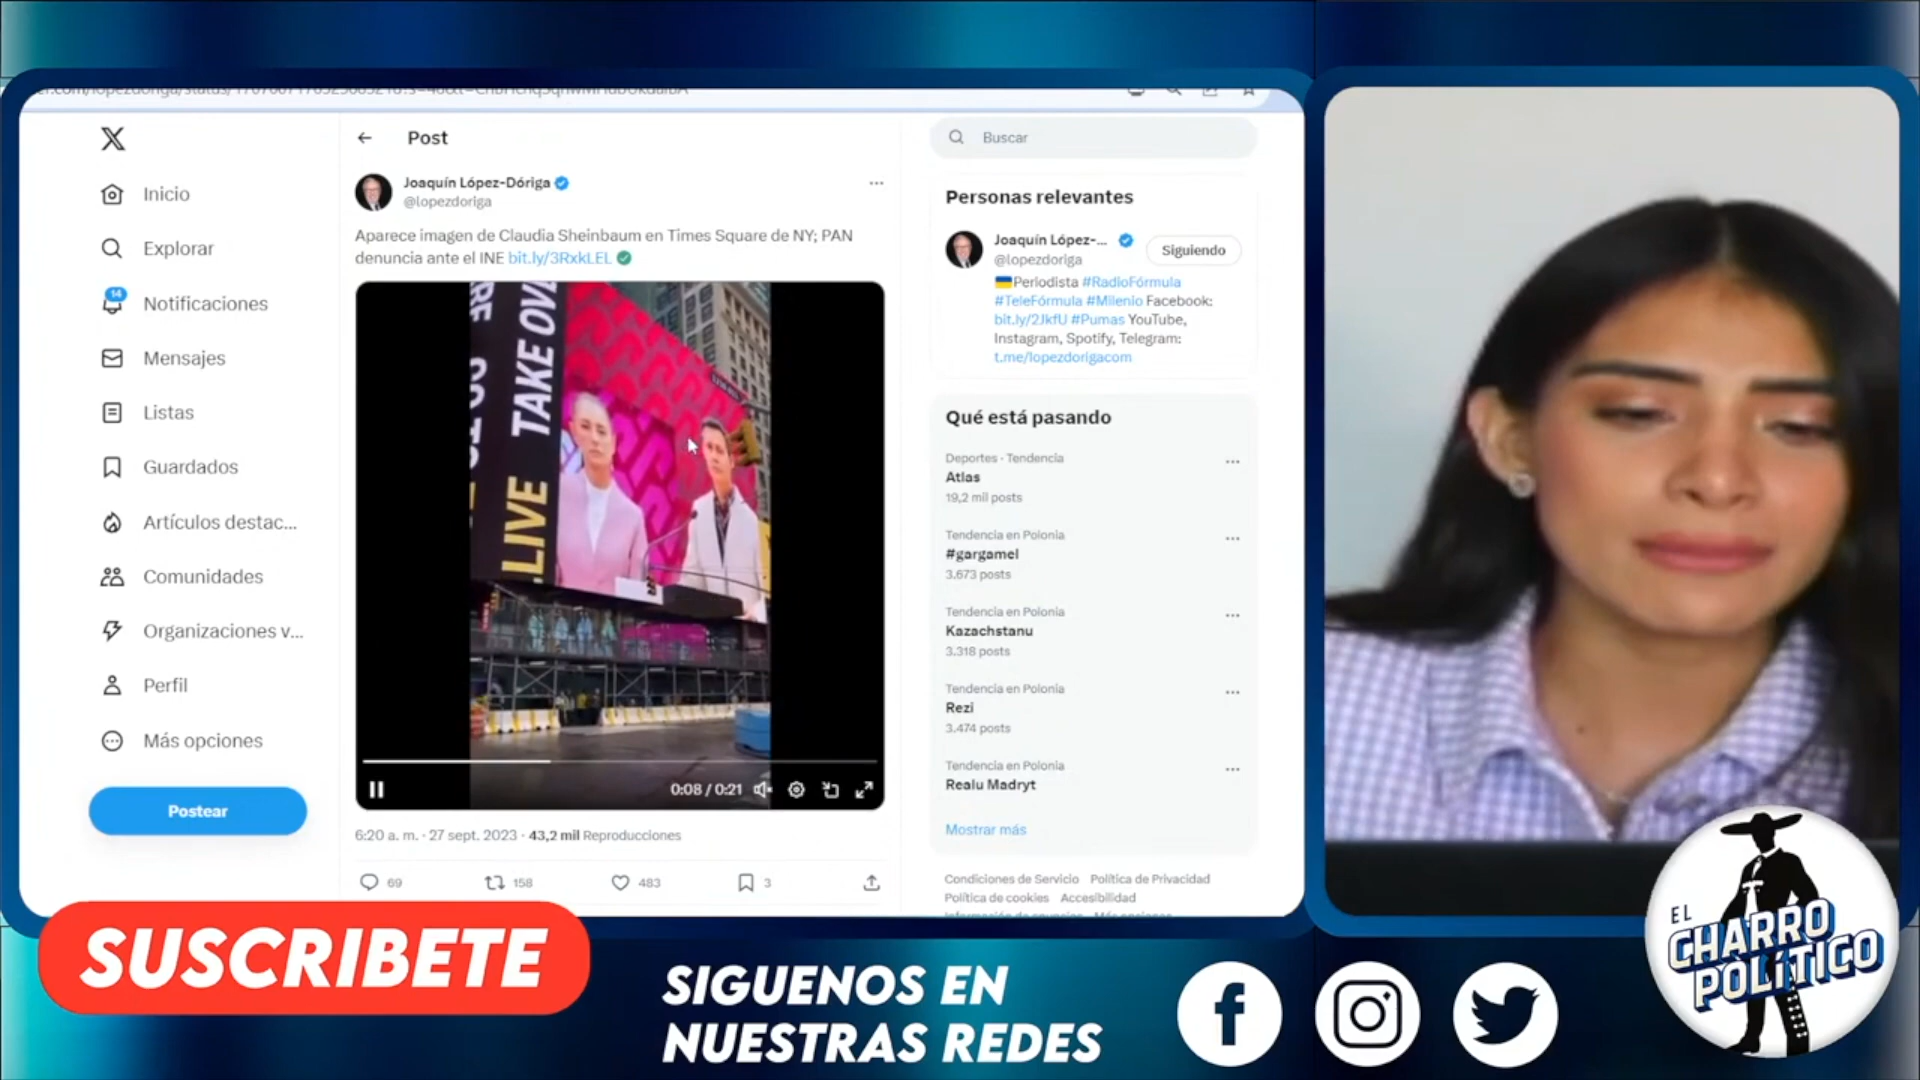 Post
Buscar
Inicio
Explorar
14
Notificaciones
Mensajes
Listas
Guardados
Artículos destac...
Comunidades
Organizaciones v...
Perfil
Más opciones
Postear
Joaquín López-Dóriga
@lopezdoriga
Aparece imagen de Claudia Sheinbaum en Times Square de NY; PAN
denuncia ante el INE bit.ly/3RxkLEL
TAKE OV
LIVE
0:08 / 0:21
6:20 a. m. · 27 sept. 2023 · 43,2 mil Reproducciones
69 158 483 3
Personas relevantes
Joaquín López-...
@lopezdoriga
Siguiendo
Periodista #RadioFórmula
#TeleFórmula #Milenio Facebook:
bit.ly/2JkfU #Pumas YouTube,
Instagram, Spotify, Telegram:
t.me/lopezdorigacom
Qué está pasando
Deportes · Tendencia
Atlas
19,2 mil posts
Tendencia en Polonia
#gargamel
3.673 posts
Tendencia en Polonia
Kazachstanu
3.318 posts
Tendencia en Polonia
Rezi
3.474 posts
Tendencia en Polonia
Realu Madryt
Mostrar más
Condiciones de Servicio Política de Privacidad
Política de cookies Accesibilidad
SUSCRIBETE
SIGUENOS EN
NUESTRAS REDES
EL
CHARRO
POLÍTICO